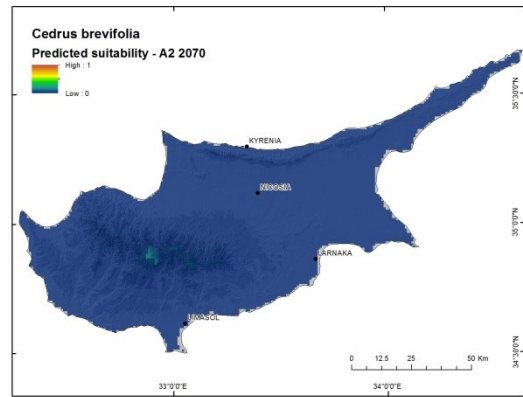 Cedrus brevifolia
Predicted suitability - A2 2070
High : 1
Low : 0
KYRENIA
NICOSIA
LARNAKA
LIMASOL
35°30'0"N
35°0'0"N
34°30'0"N
0 12.5 25 50 Km
33°0'0"E
34°0'0"E